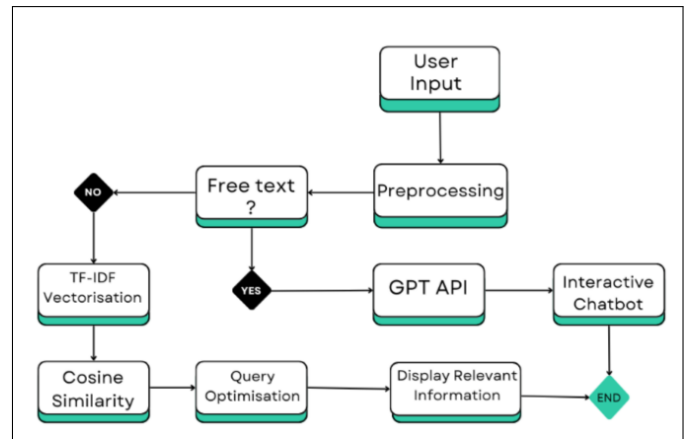 User
Input
Preprocessing
Free text
?
NO
YES
TF-IDF
Vectorisation
GPT API
Interactive
Chatbot
Cosine
Similarity
Query
Optimisation
Display Relevant
Information
END